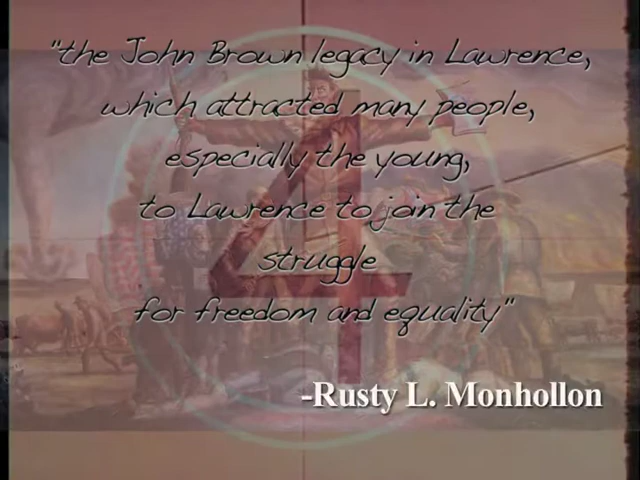 "the John Brown legacy in Lawrence,
which attracted many people,
especially the young,
to Lawrence to join the
struggle
for freedom and equality"
-Rusty L. Monhollon
4